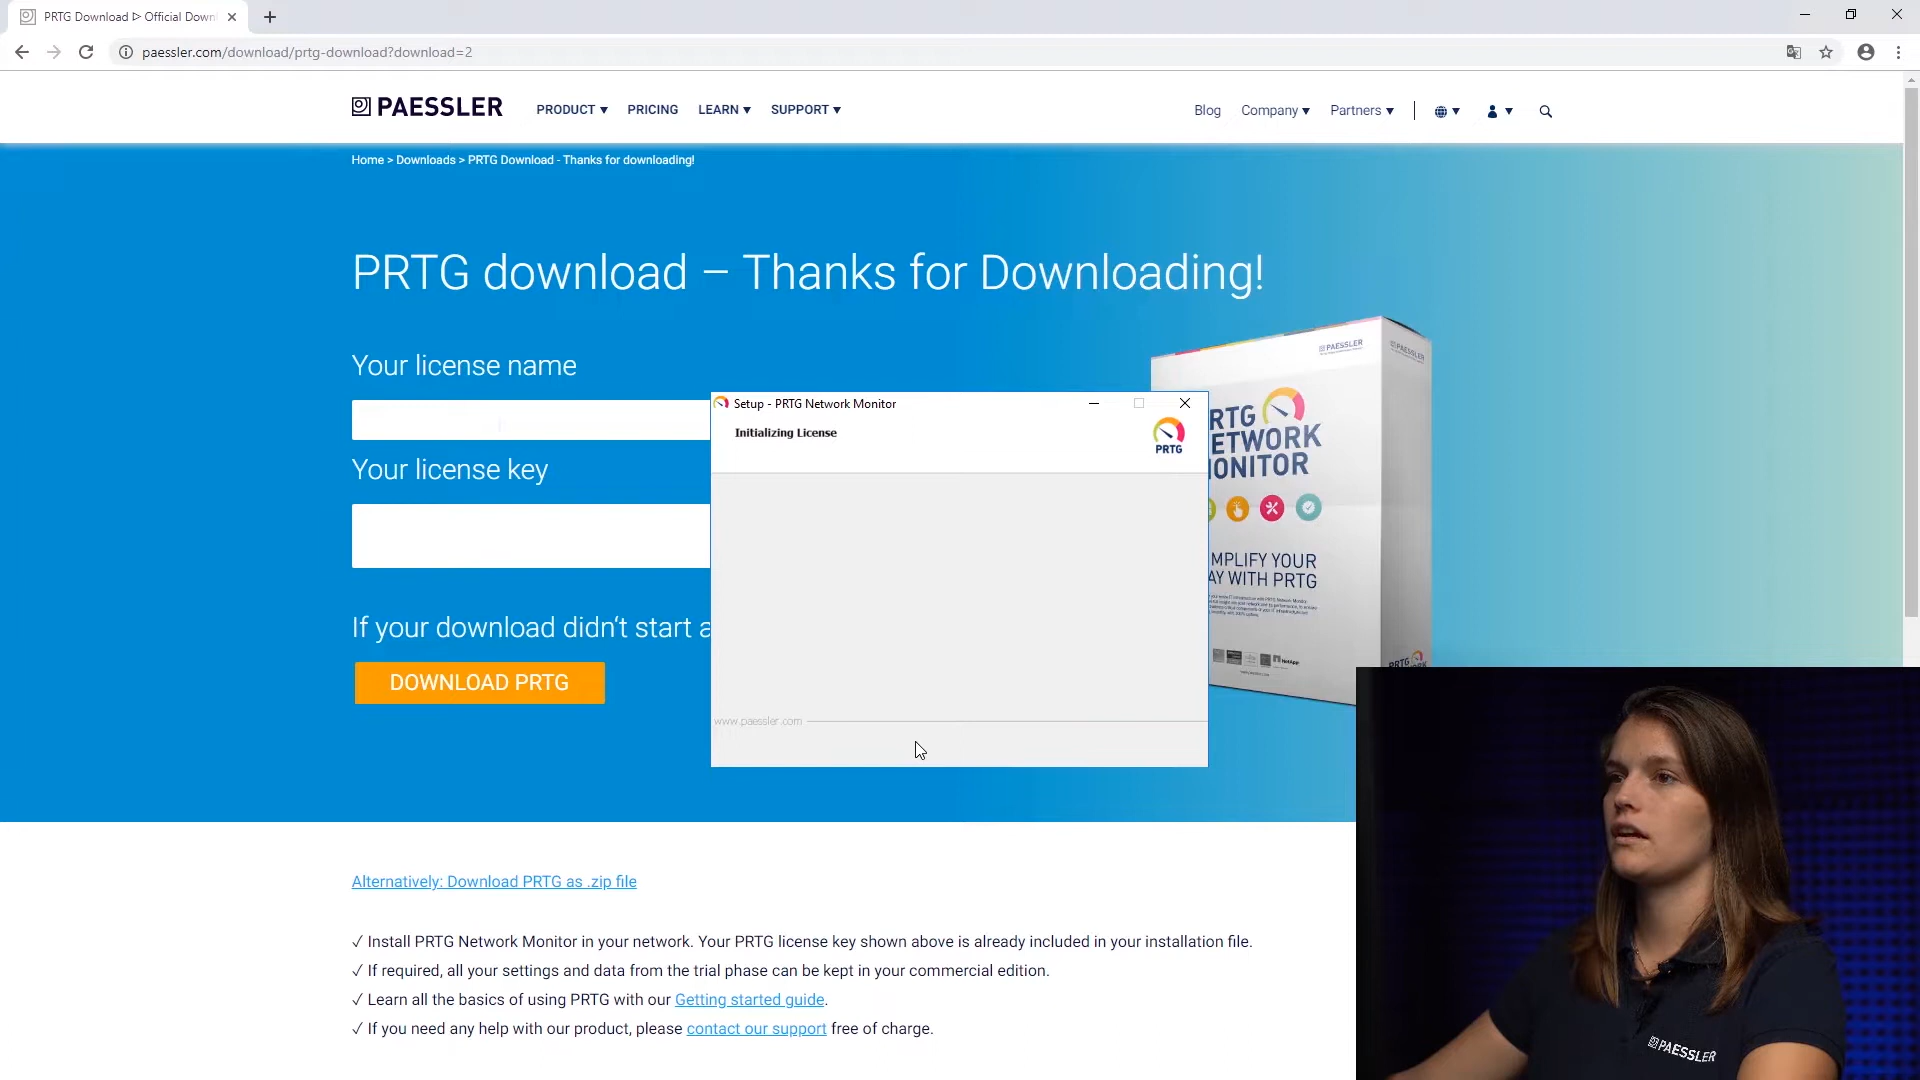 PRTG Download ᐅ Official Down
paessler.com/download/prtg-download?download=2
PAESSLER
PRODUCT PRICING LEARN SUPPORT
Blog Company Partners
Home > Downloads > PRTG Download - Thanks for downloading!
PRTG download – Thanks for Downloading!
Your license name
Your license key
If your download didn't start a
DOWNLOAD PRTG
Setup - PRTG Network Monitor
Initializing License
PRTG
www.paessler.com
PAESSLER
PAESSLER
RTG
ETWORK
ONITOR
MPLIFY YOUR
AY WITH PRTG
NetApp
PRTG
Alternatively: Download PRTG as .zip file
✓ Install PRTG Network Monitor in your network. Your PRTG license key shown above is already included in your installation file.
✓ If required, all your settings and data from the trial phase can be kept in your commercial edition.
✓ Learn all the basics of using PRTG with our Getting started guide.
✓ If you need any help with our product, please contact our support free of charge.
PAESSLER